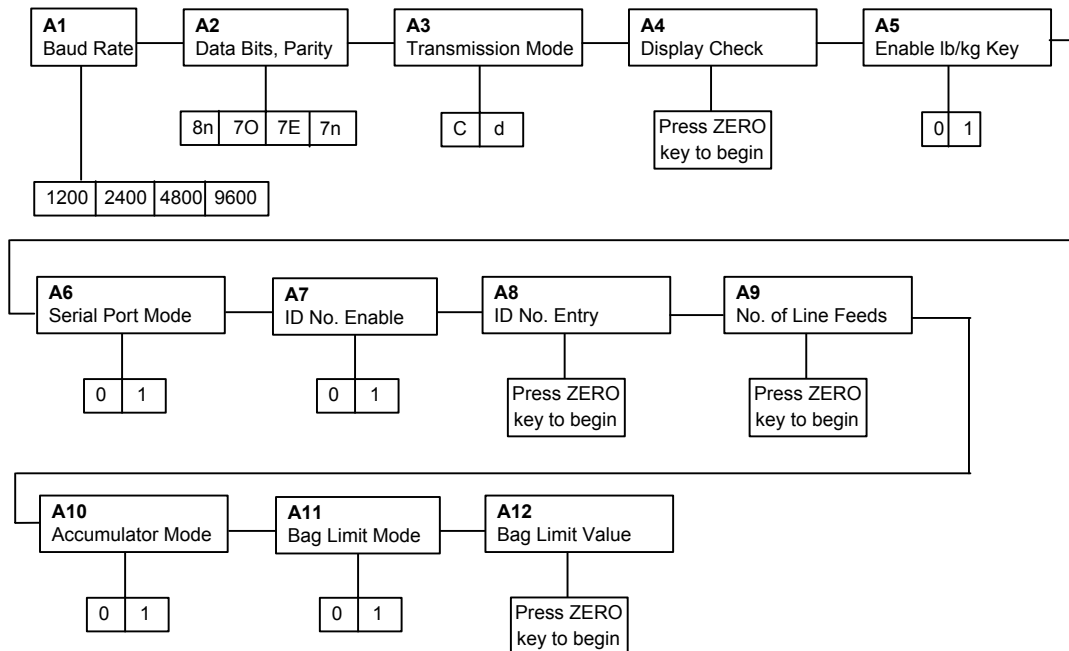 A1
Baud Rate
A2
Data Bits, Parity
A3
Transmission Mode
A4
Display Check
A5
Enable lb/kg Key
8n 7O 7E 7n
C d
Press ZERO
key to begin
0 1
1200 2400 4800 9600
A6
Serial Port Mode
A7
ID No. Enable
A8
ID No. Entry
A9
No. of Line Feeds
0 1
0 1
Press ZERO
key to begin
Press ZERO
key to begin
A10
Accumulator Mode
A11
Bag Limit Mode
A12
Bag Limit Value
0 1
0 1
Press ZERO
key to begin